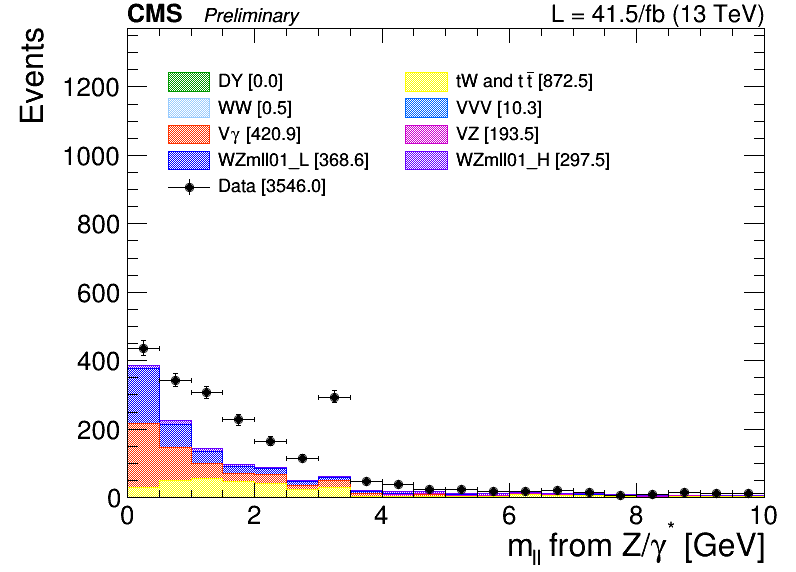 CMS Preliminary L = 41.5/fb (13 TeV)
Events
1200
1000
800
600
400
200
0
DY [0.0]
WW [0.5]
Vγ [420.9]
WZmll01_L [368.6]
Data [3546.0]
tW and tt̄ [872.5]
VVV [10.3]
VZ [193.5]
WZmll01_H [297.5]
0 2 4 6 8 10
m_ll from Z/γ* [GeV]